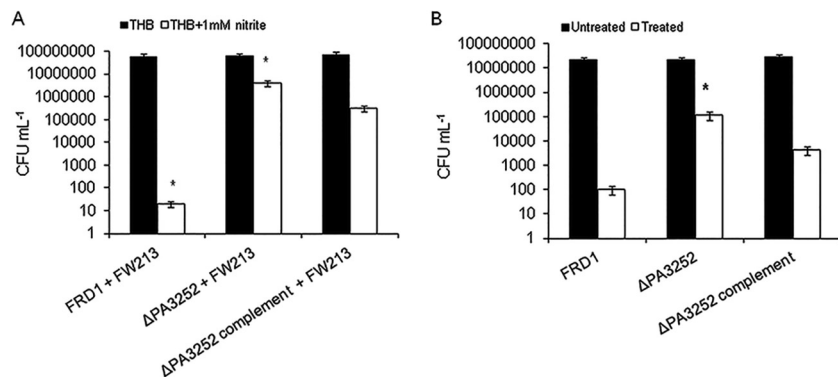 A
THB THB+1mM nitrite
CFU mL-1
100000000
10000000
1000000
100000
10000
1000
100
10
1
*
*
FRD1 + FW213
ΔPA3252 + FW213
ΔPA3252 complement + FW213
B
Untreated Treated
CFU mL-1
100000000
10000000
1000000
100000
10000
1000
100
10
1
*
FRD1
ΔPA3252
ΔPA3252 complement